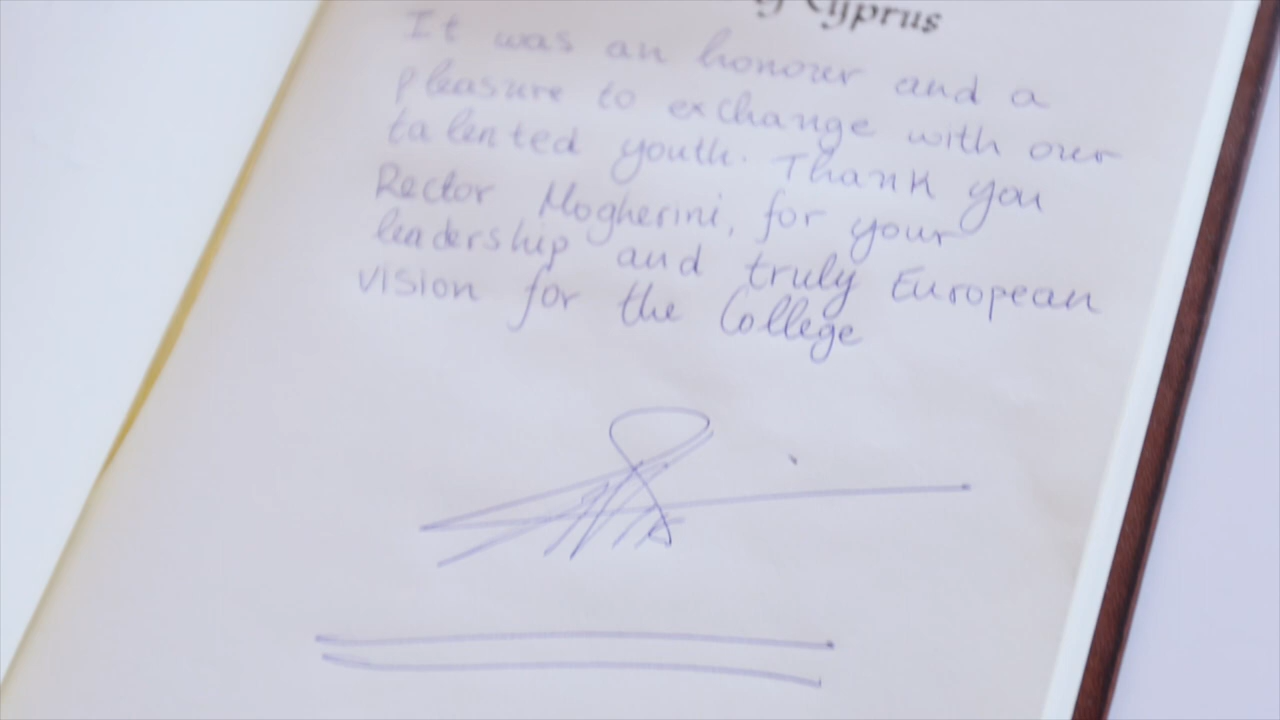 Cyprus
It was an honour and a
pleasure to exchange with our
talented youth. Thank you
Rector Mogherini, for your
leadership and truly European
vision for the College